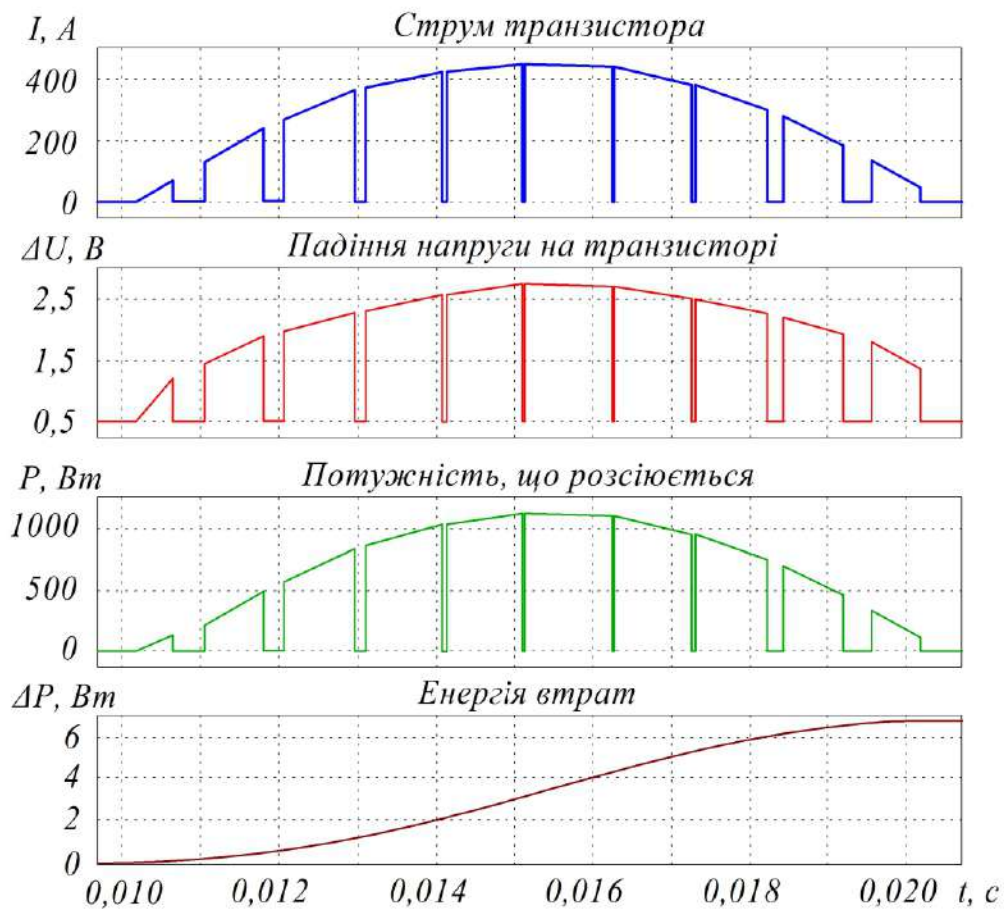 I, А Струм транзистора
400
200
0
ΔU, В Падіння напруги на транзисторі
2,5
1,5
0,5
P, Вт Потужність, що розсіюється
1000
500
0
ΔP, Вт Енергія втрат
6
4
2
0
0,010 0,012 0,014 0,016 0,018 0,020 t, с